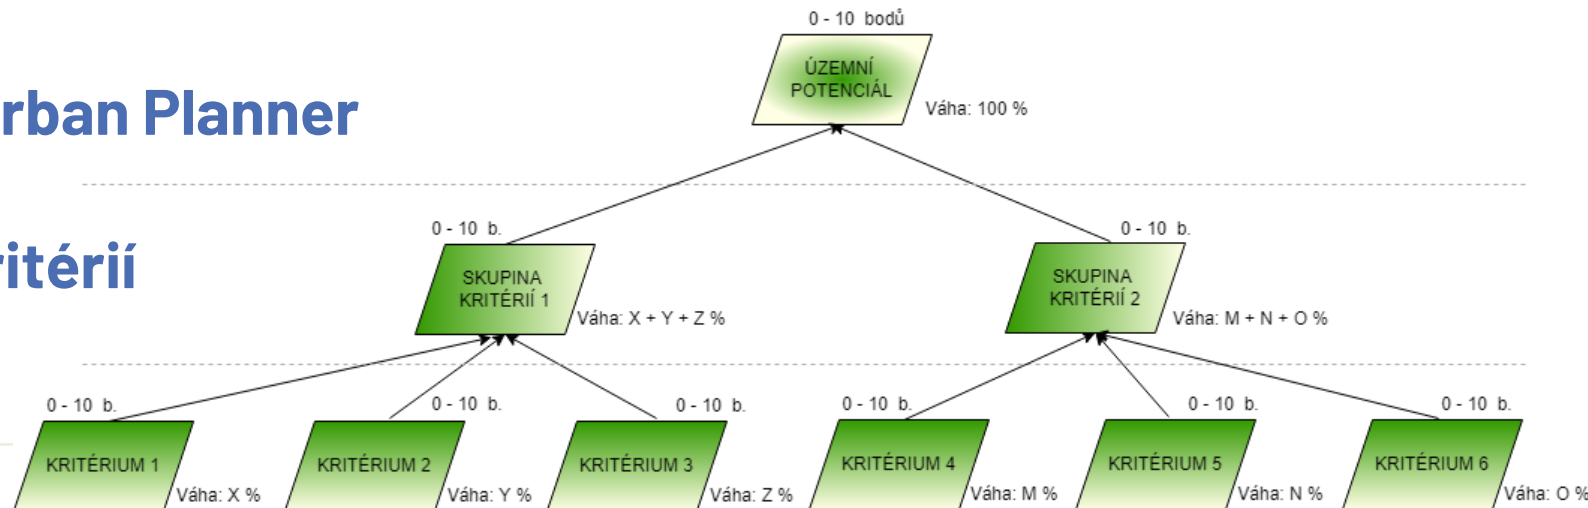 0 - 10 bodů
ÚZEMNÍ
POTENCIÁL
Váha: 100 %
rban Planner
0 - 10 b.
0 - 10 b.
ritérií
SKUPINA
KRITÉRIÍ 1
Váha: X + Y + Z %
SKUPINA
KRITÉRIÍ 2
Váha: M + N + O %
0 - 10 b.
0 - 10 b.
0 - 10 b.
0 - 10 b.
0 - 10 b.
0 - 10 b.
KRITÉRIUM 1
Váha: X %
KRITÉRIUM 2
Váha: Y %
KRITÉRIUM 3
Váha: Z %
KRITÉRIUM 4
Váha: M %
KRITÉRIUM 5
Váha: N %
KRITÉRIUM 6
Váha: O %